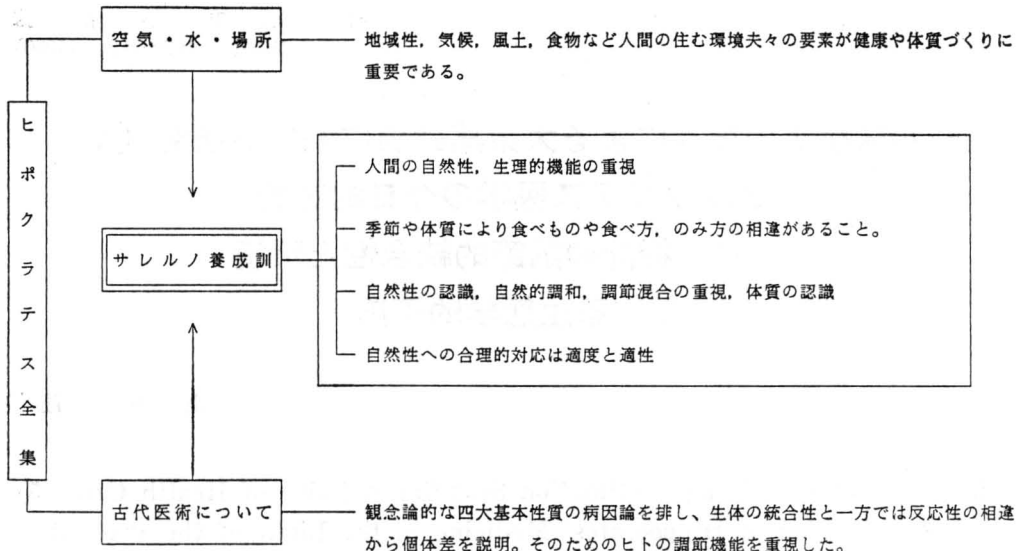 空気・水・場所
地域性，気候，風土，食物など人間の住む環境夫々の要素が健康や体質づくりに
重要である。
ヒポクラテス全集
人間の自然性，生理的機能の重視
季節や体質により食べものや食べ方，のみ方の相違があること。
サレルノ養成訓
自然性の認識，自然的調和，調節混合の重視，体質の認識
自然性への合理的対応は適度と適性
古代医術について
観念論的な四大基本性質の病因論を排し、生体の統合性と一方では反応性の相違
から個体差を説明。そのためのヒトの調節機能を重視した。